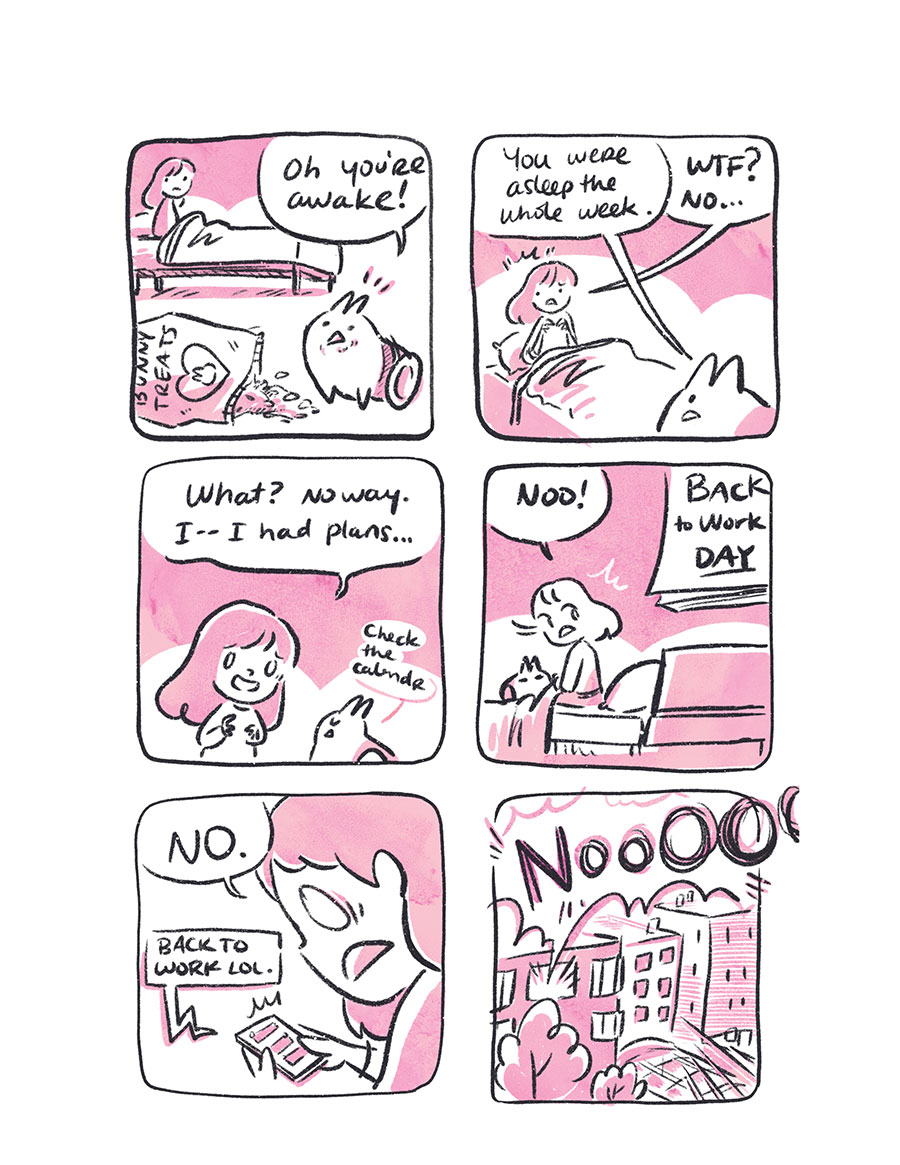 Oh you're
awake!
BUNNY
TREATS
You were
asleep the
whole week.
WTF?
NO...
What? No way.
I-- I had plans...
Check
the
calendr
NOO!
BACK
to Work
DAY
NO.
BACK TO
WORK LOL.
NooOOO